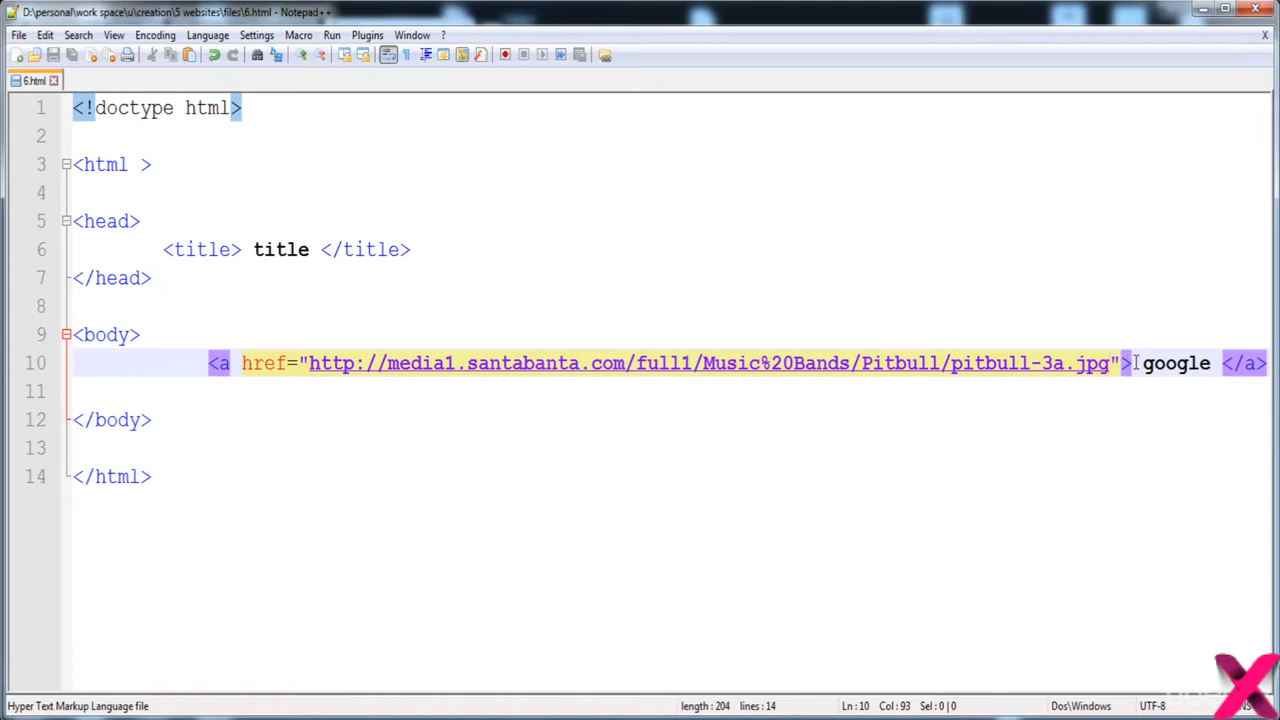 D:\personal\work space\u\creation\5 websites\files\6.html - Notepad++
File Edit Search View Encoding Language Settings Macro Run Plugins Window ? X
6.html
1 <!doctype html>
2
3 <html >
4
5 <head>
6 <title> title </title>
7 </head>
8
9 <body>
10 <a href="http://media1.santabanta.com/full1/Music%20Bands/Pitbull/pitbull-3a.jpg"> google </a>
11
12 </body>
13
14 </html>
Hyper Text Markup Language file length : 204 lines : 14 Ln : 10 Col : 93 Sel : 0 | 0 Dos\Windows UTF-8